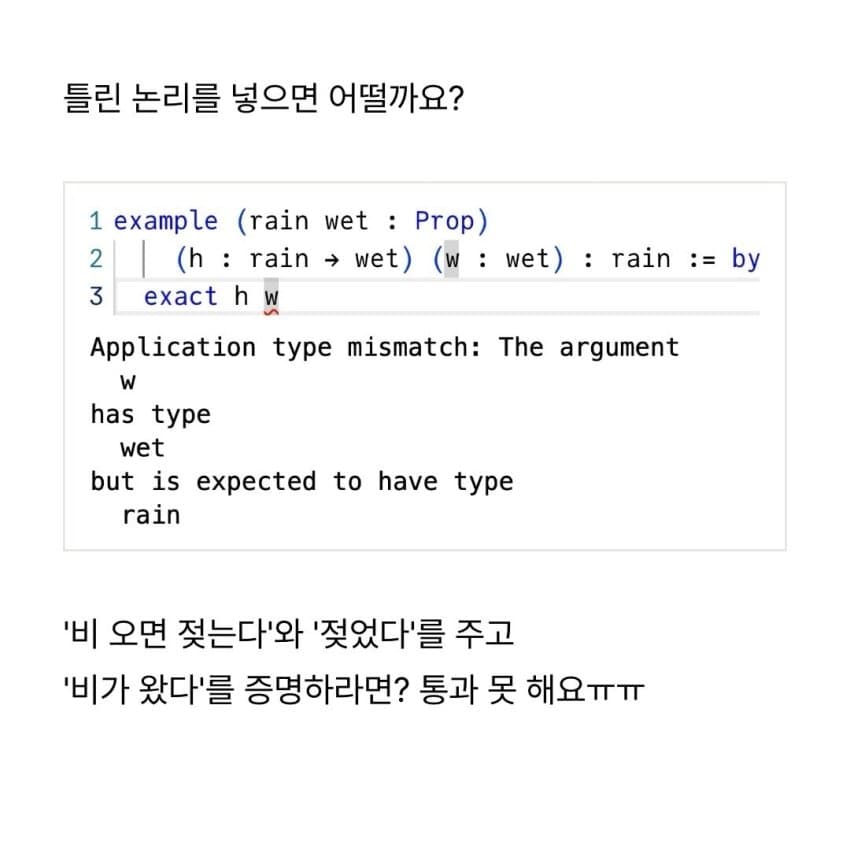 틀린 논리를 넣으면 어떨까요?
1 example (rain wet : Prop)
2 (h : rain → wet) (w : wet) : rain := by
3 exact h w
Application type mismatch: The argument
w
has type
wet
but is expected to have type
rain
'비 오면 젖는다'와 '젖었다'를 주고
'비가 왔다'를 증명하라면? 통과 못 해요ㅠㅠ